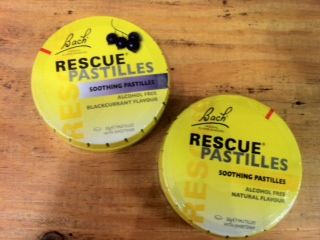 Bach
RESCUE
PASTILLES
SOOTHING PASTILLES
ALCOHOL FREE
BLACKCURRANT FLAVOUR
Bach
RESCUE
PASTILLES
SOOTHING PASTILLES
ALCOHOL FREE
NATURAL FLAVOUR